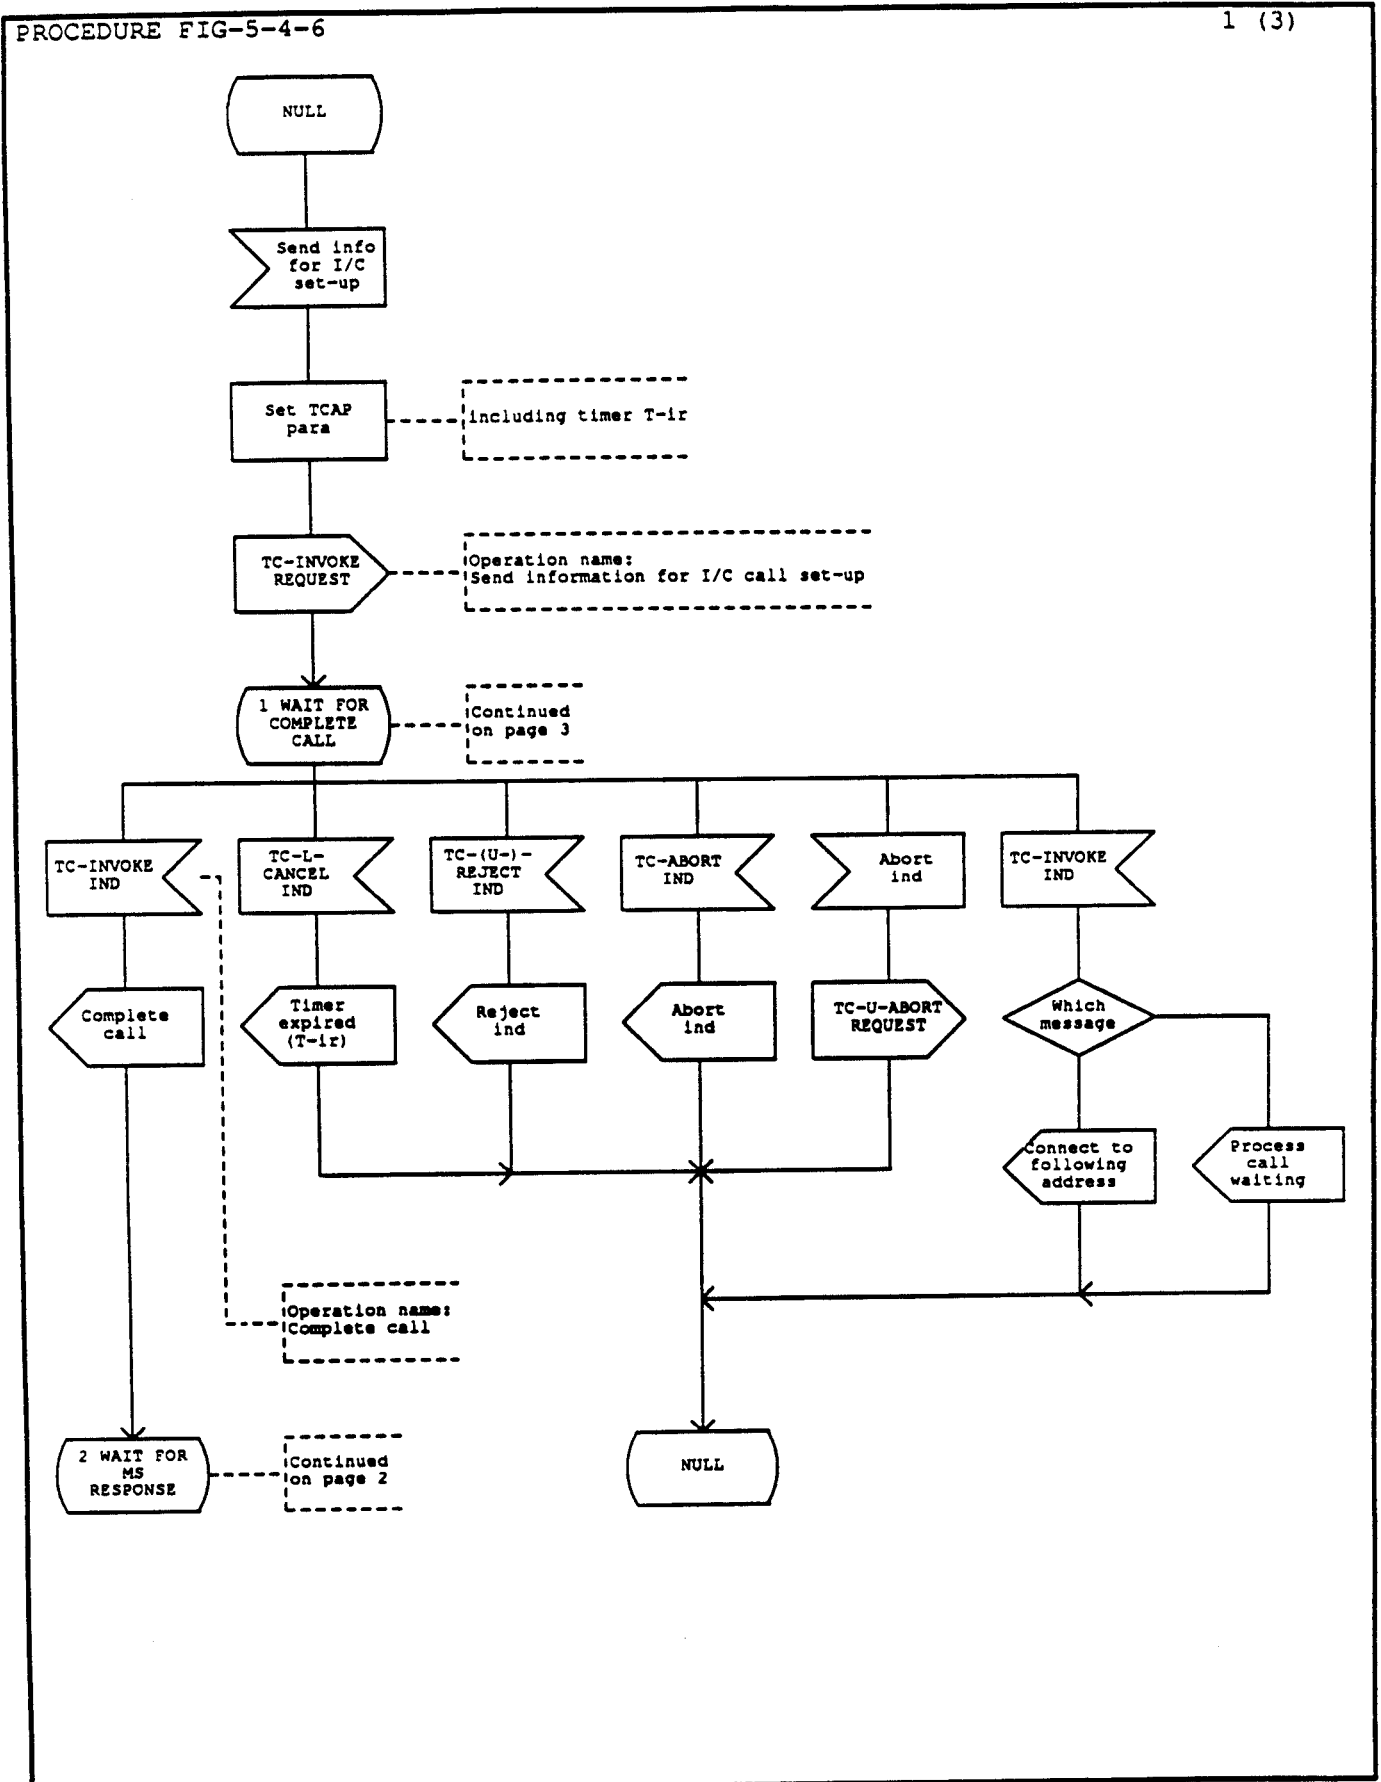 PROCEDURE FIG-5-4-6
1 (3)
NULL
Send info
for I/C
set-up
Set TCAP
para
including timer T-ir
TC-INVOKE
REQUEST
Operation name:
Send information for I/C call set-up
1 WAIT FOR
COMPLETE
CALL
Continued
on page 3
TC-INVOKE
IND
TC-L-
CANCEL
IND
TC-(U-)-
REJECT
IND
TC-ABORT
IND
Abort
ind
TC-INVOKE
IND
Complete
call
Timer
expired
(T-ir)
Reject
ind
Abort
ind
TC-U-ABORT
REQUEST
Which
message
Connect to
following
address
Process
call
waiting
Operation name:
Complete call
2 WAIT FOR
MS
RESPONSE
Continued
on page 2
NULL